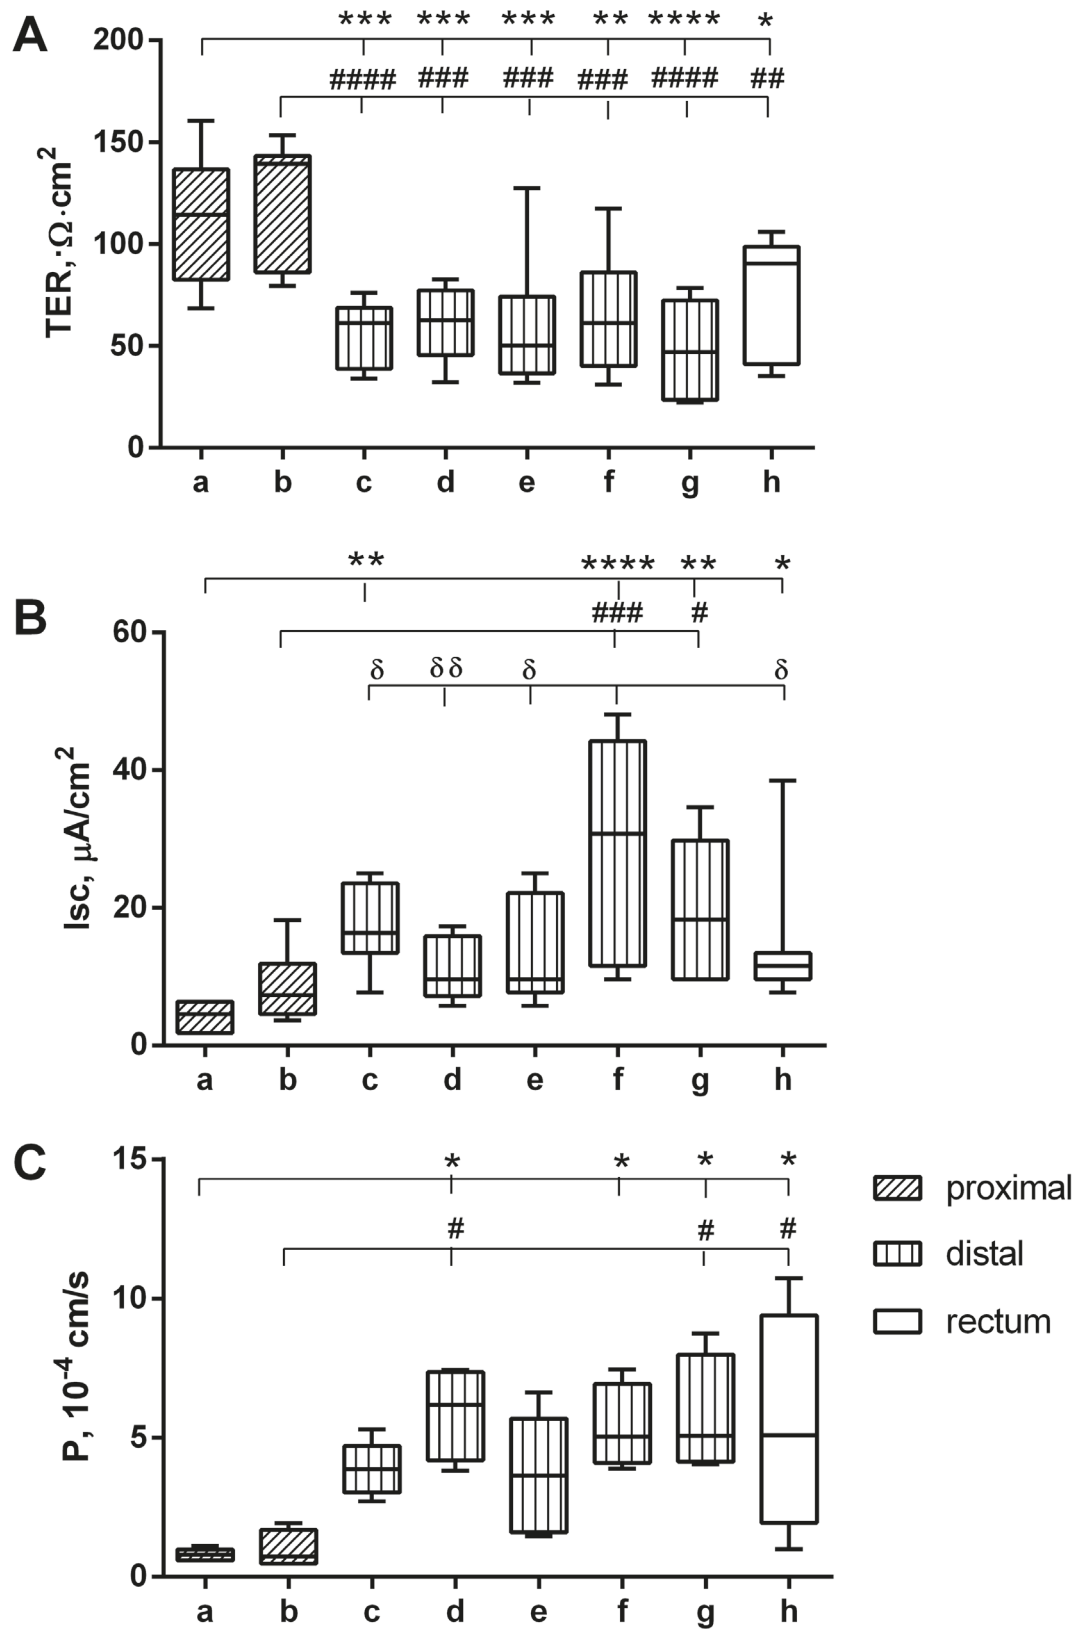 A
*** *** *** ** **** *
200
#### ### ### ### #### ##
150
100
50
0
TER,·Ω·cm2
a b c d e f g h
B
** **** ** *
### #
60
δ δδ δ δ
40
20
0
Isc, µA/cm2
a b c d e f g h
C
15
* * * *
# # #
10
5
0
P, 10-4 cm/s
a b c d e f g h
proximal
distal
rectum